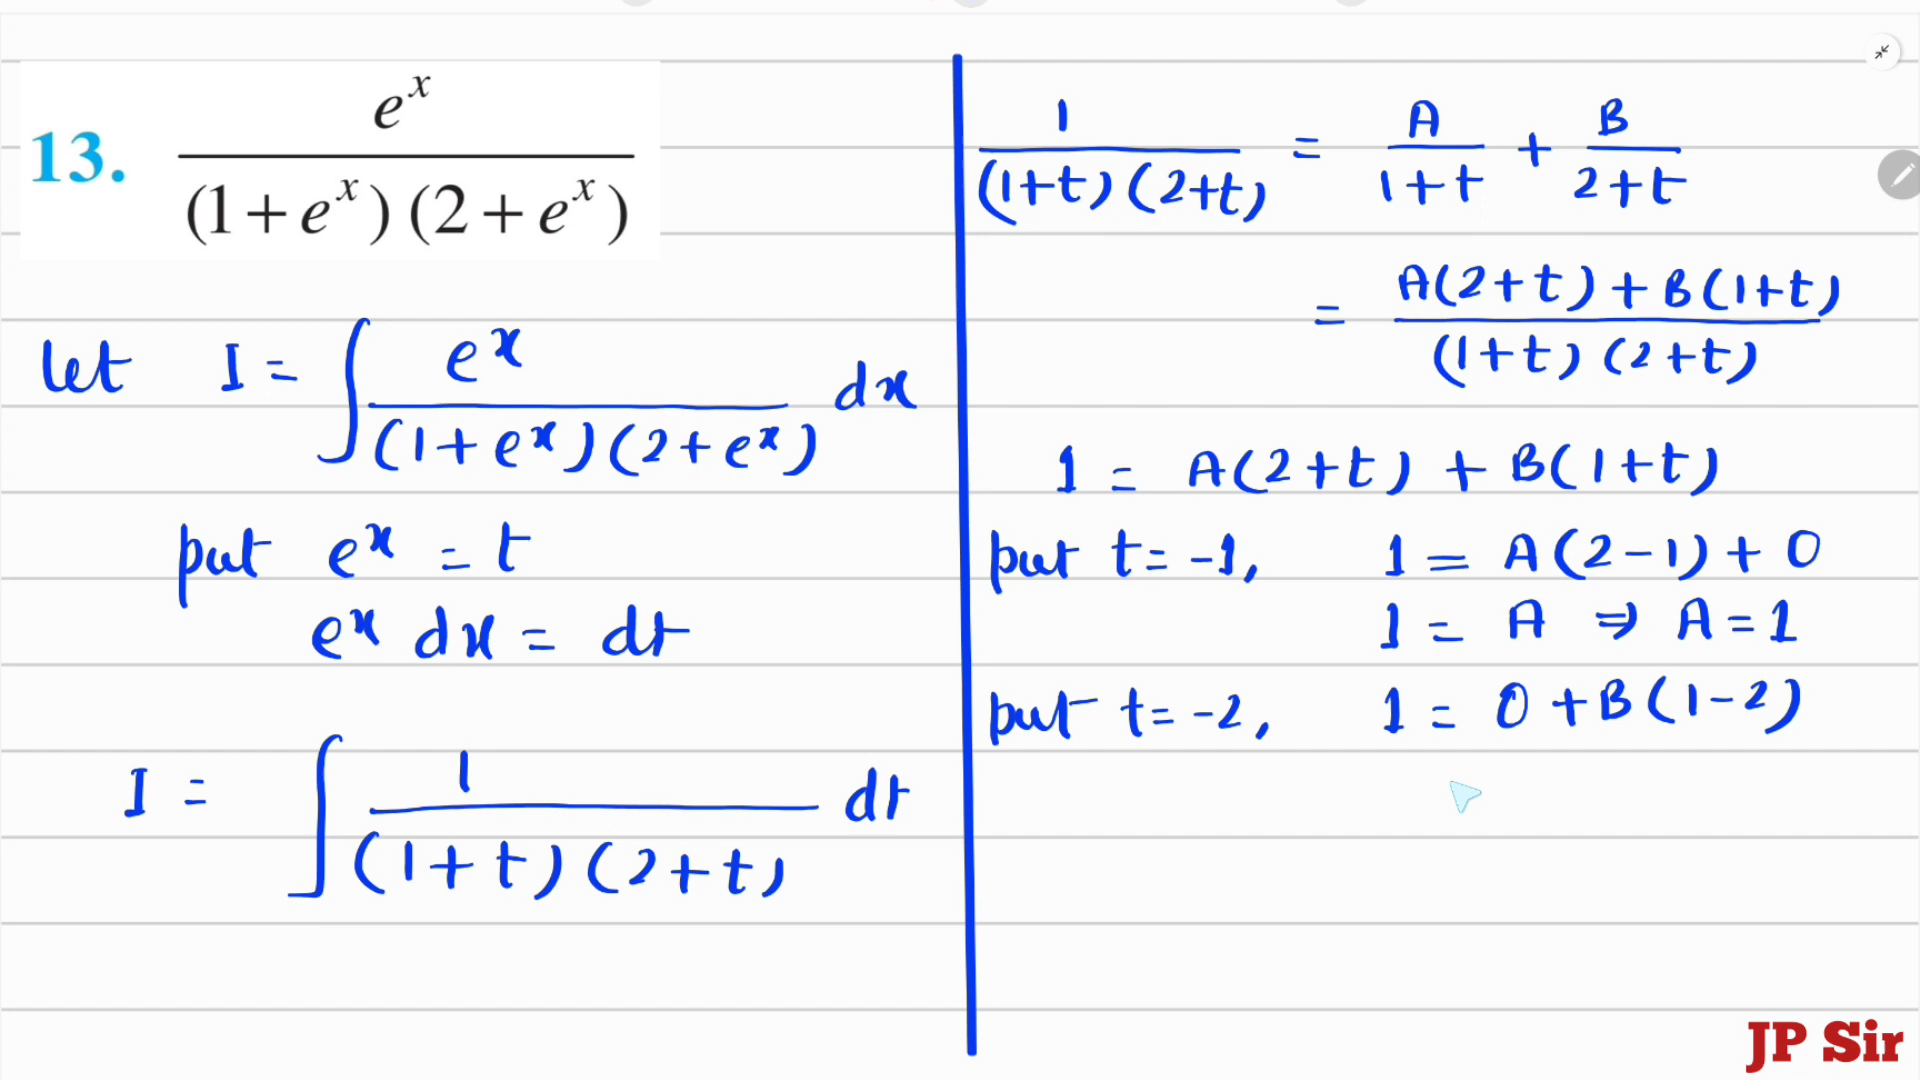 13. e^x / ((1+e^x)(2+e^x))
let I = ∫ e^x / ((1+e^x)(2+e^x)) dx
put e^x = t
e^x dx = dt
I = ∫ 1 / ((1+t)(2+t)) dt
1 / ((1+t)(2+t)) = A / (1+t) + B / (2+t)
= (A(2+t)+B(1+t)) / ((1+t)(2+t))
1 = A(2+t) + B(1+t)
put t=-1, 1 = A(2-1)+0
1 = A ⇒ A=1
put t=-2, 1 = 0+B(1-2)
JP Sir